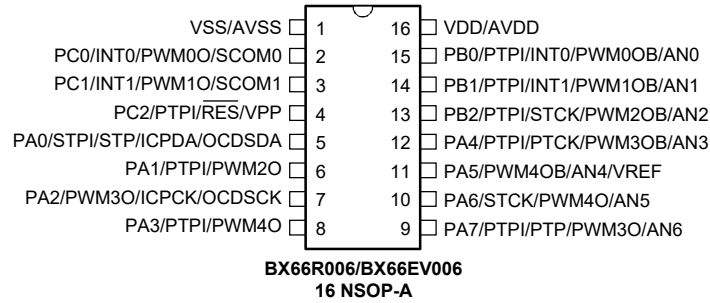 VSS/AVSS 1 16 VDD/AVDD
PC0/INT0/PWM0O/SCOM0 2 15 PB0/PTPI/INT0/PWM0OB/AN0
PC1/INT1/PWM1O/SCOM1 3 14 PB1/PTPI/INT1/PWM1OB/AN1
PC2/PTPI/RES/VPP 4 13 PB2/PTPI/STCK/PWM2OB/AN2
PA0/STPI/STP/ICPDA/OCDSDA 5 12 PA4/PTPI/PTCK/PWM3OB/AN3
PA1/PTPI/PWM2O 6 11 PA5/PWM4OB/AN4/VREF
PA2/PWM3O/ICPCK/OCDSCK 7 10 PA6/STCK/PWM4O/AN5
PA3/PTPI/PWM4O 8 9 PA7/PTPI/PTP/PWM3O/AN6
BX66R006/BX66EV006
16 NSOP-A